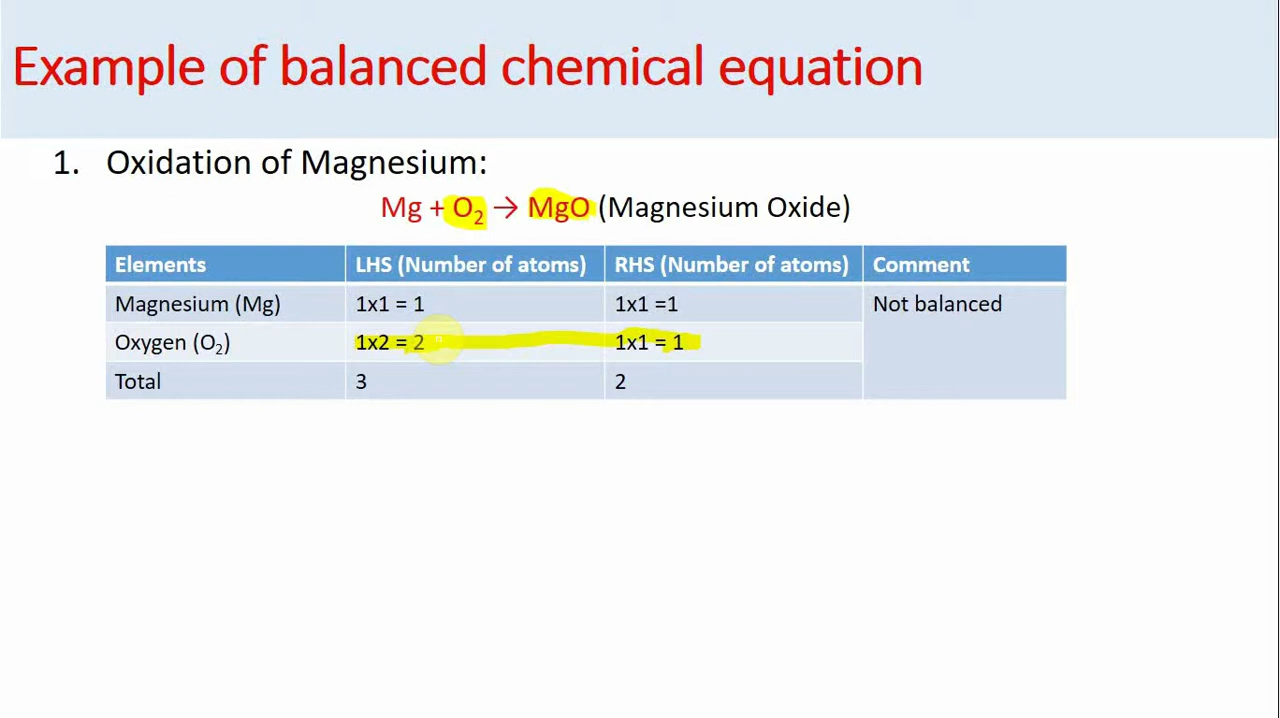 Example of balanced chemical equation
1. Oxidation of Magnesium:
Mg + O₂ → MgO (Magnesium Oxide)
Elements LHS (Number of atoms) RHS (Number of atoms) Comment
Magnesium (Mg) 1x1 = 1 1x1 =1 Not balanced
Oxygen (O₂) 1x2 = 2 1x1 = 1
Total 3 2